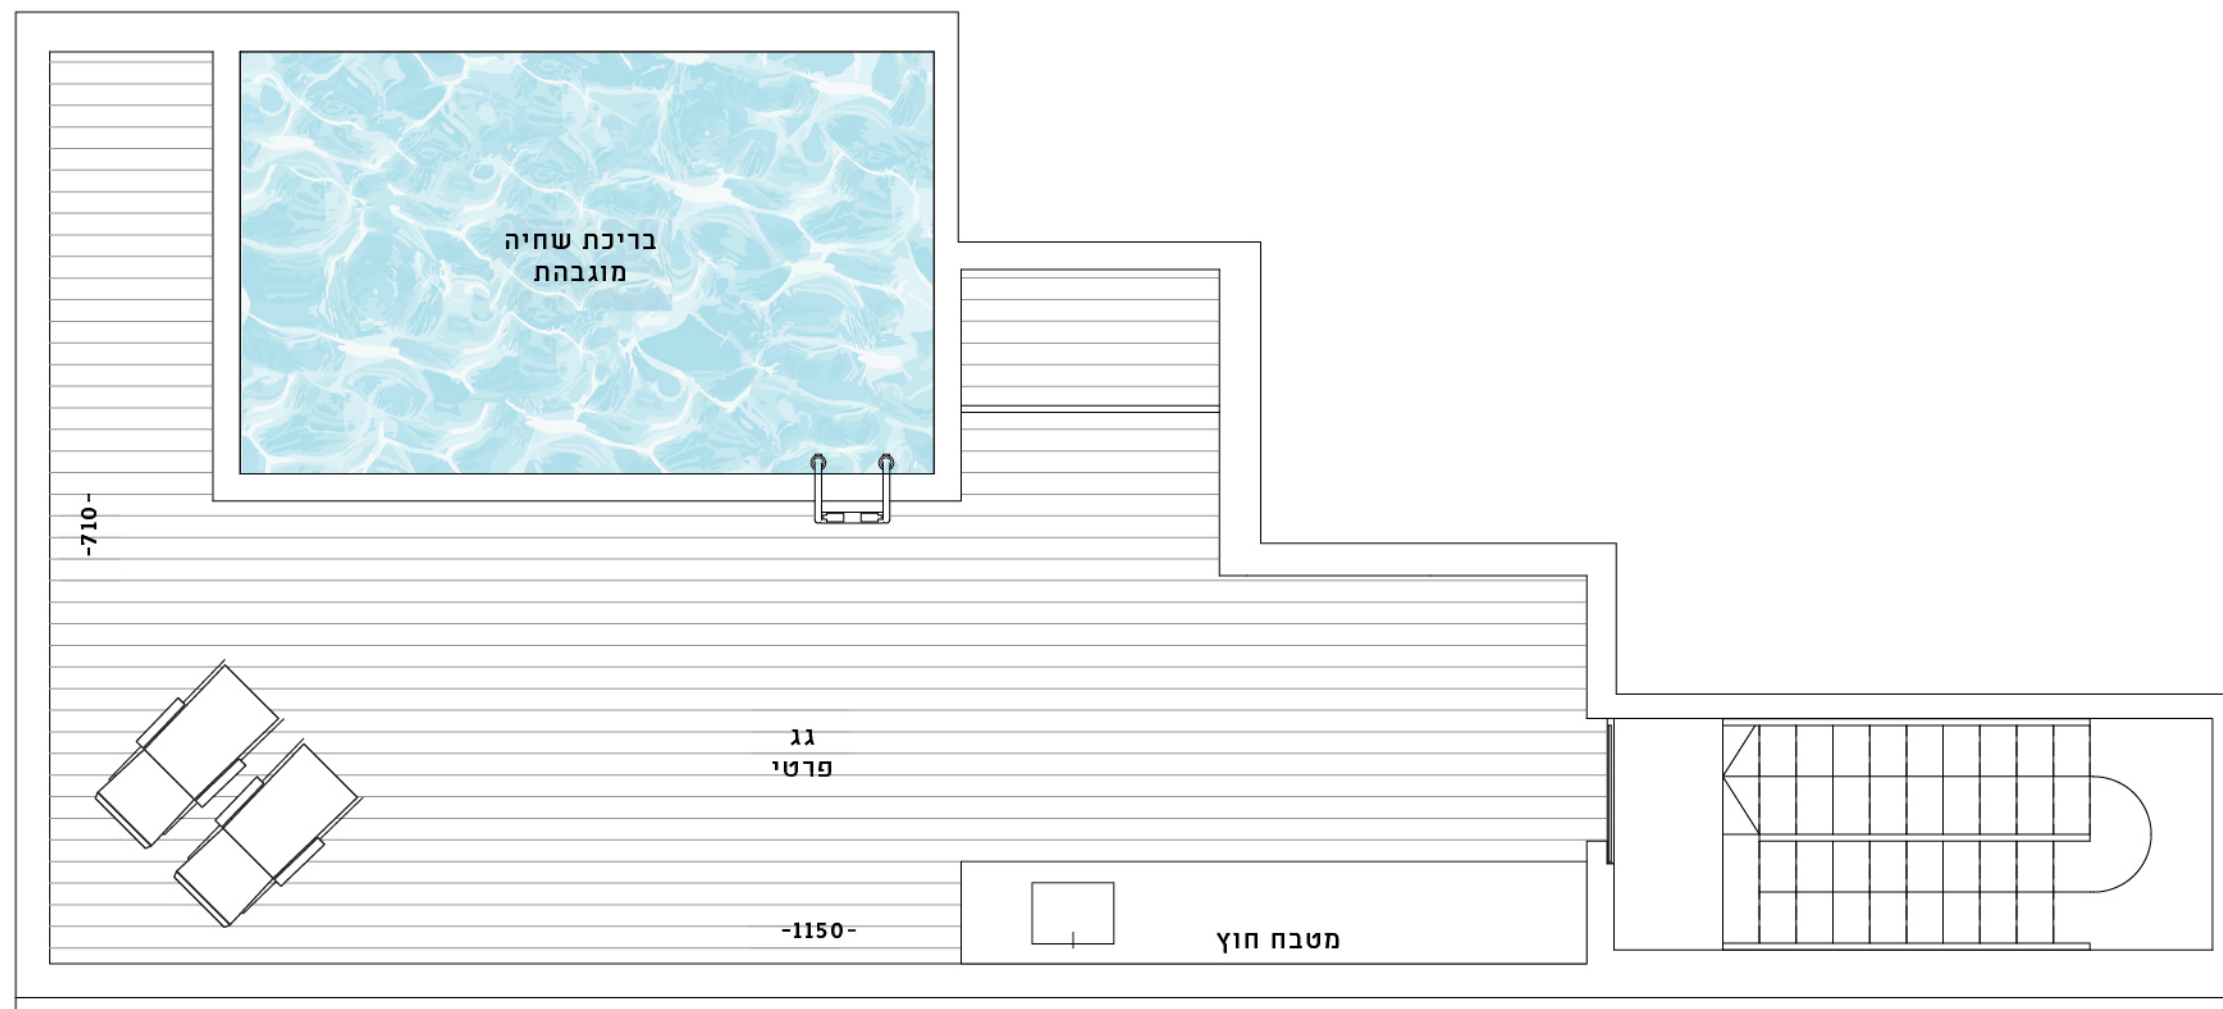 בריכת שחיה
מוגבהת
-710-
גג
פרטי
-1150-
מטבח חוץ